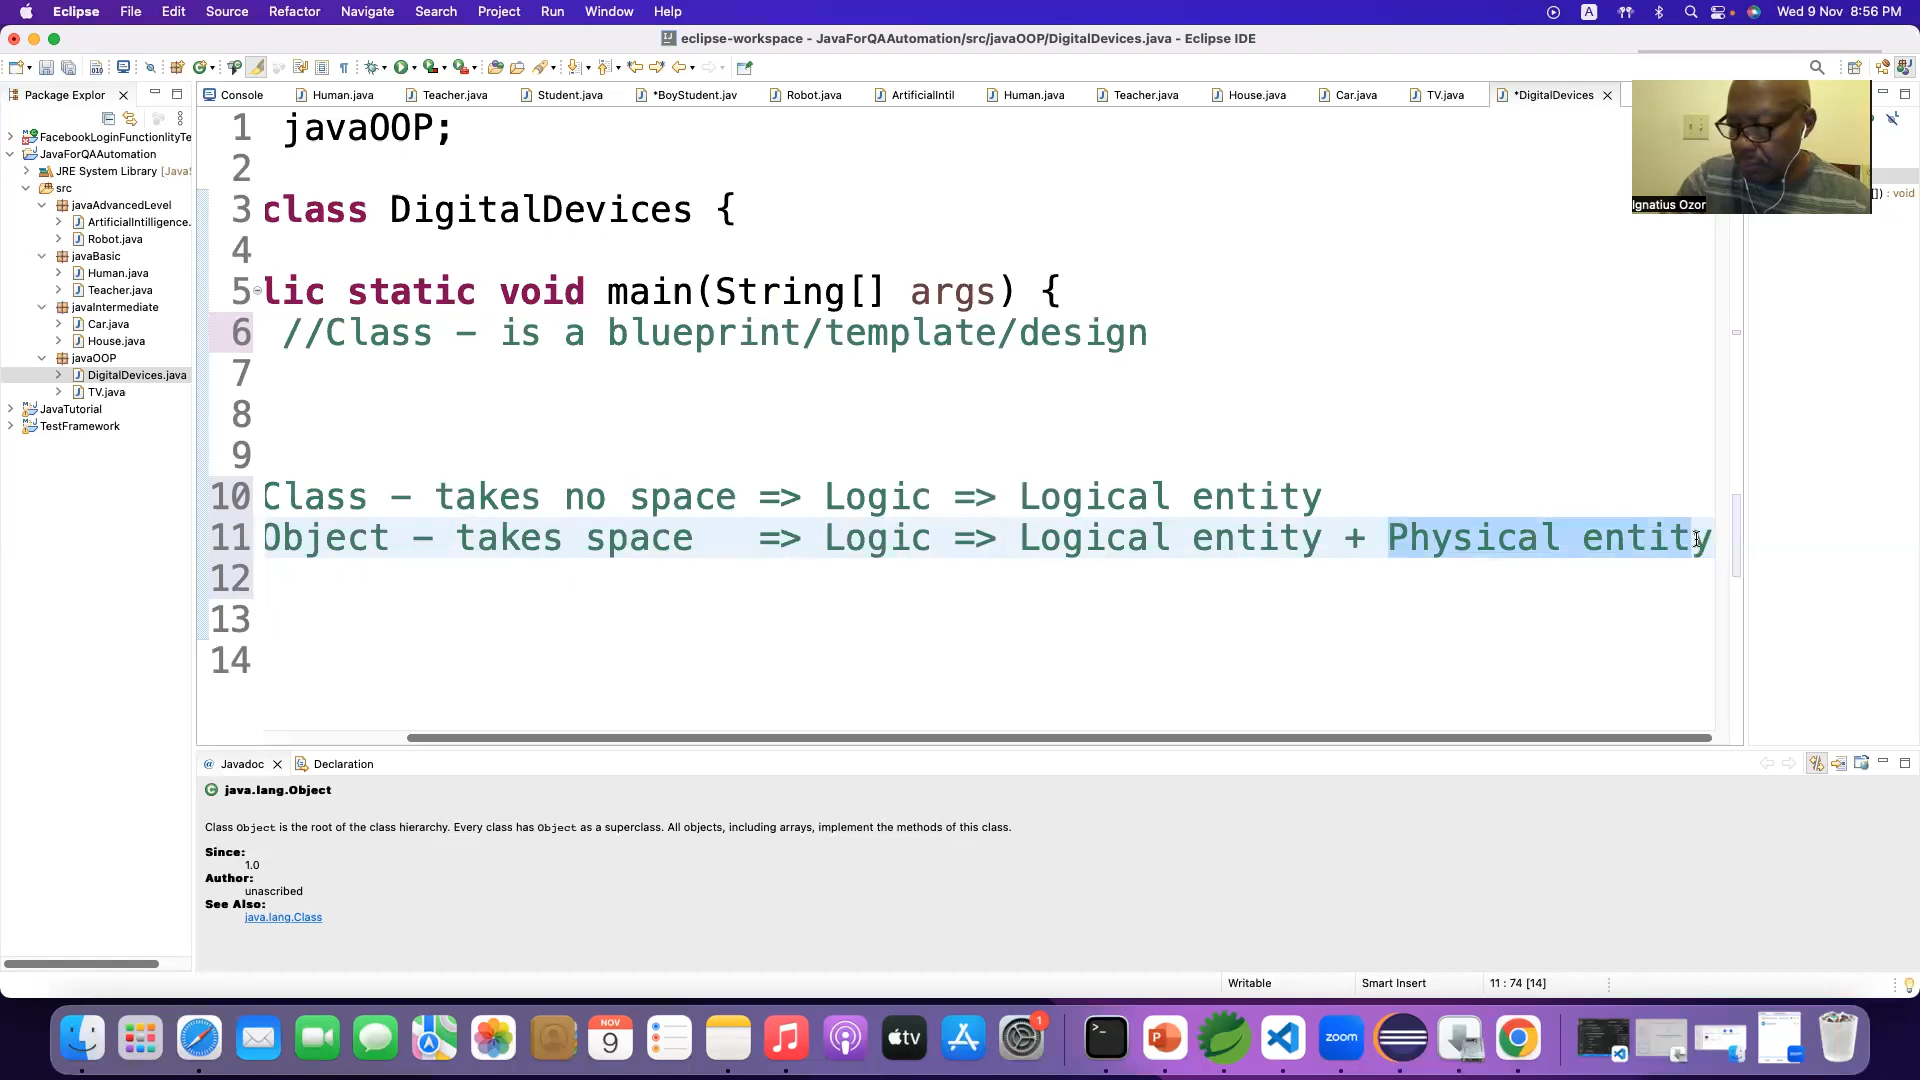 Eclipse File Edit Source Refactor Navigate Search Project Run Window Help
A
Wed 9 Nov 8:56 PM
eclipse-workspace - JavaForQAAutomation/src/javaOOP/DigitalDevices.java - Eclipse IDE
Package Explor
Console Human.java Teacher.java Student.java *BoyStudent.jav Robot.java ArtificialIntil Human.java Teacher.java House.java Car.java TV.java *DigitalDevices
FacebookLoginFunctionlityTe
JavaForQAAutomation
JRE System Library [JavaS
src
javaAdvancedLevel
ArtificialIntilligence.
Robot.java
javaBasic
Human.java
Teacher.java
javaIntermediate
Car.java
House.java
javaOOP
DigitalDevices.java
TV.java
JavaTutorial
TestFramework
1 javaOOP;
2
3 class DigitalDevices {
4
5 lic static void main(String[] args) {
6 //Class - is a blueprint/template/design
7
8
9
10 Class - takes no space => Logic => Logical entity
11 Object - takes space   => Logic => Logical entity + Physical entity
12
13
14
Ignatius Ozor
]) : void
Javadoc Declaration
java.lang.Object
Class Object is the root of the class hierarchy. Every class has Object as a superclass. All objects, including arrays, implement the methods of this class.
Since:
1.0
Author:
unascribed
See Also:
java.lang.Class
Writable Smart Insert 11 : 74 [14]
NOV
9
tv
1
zoom